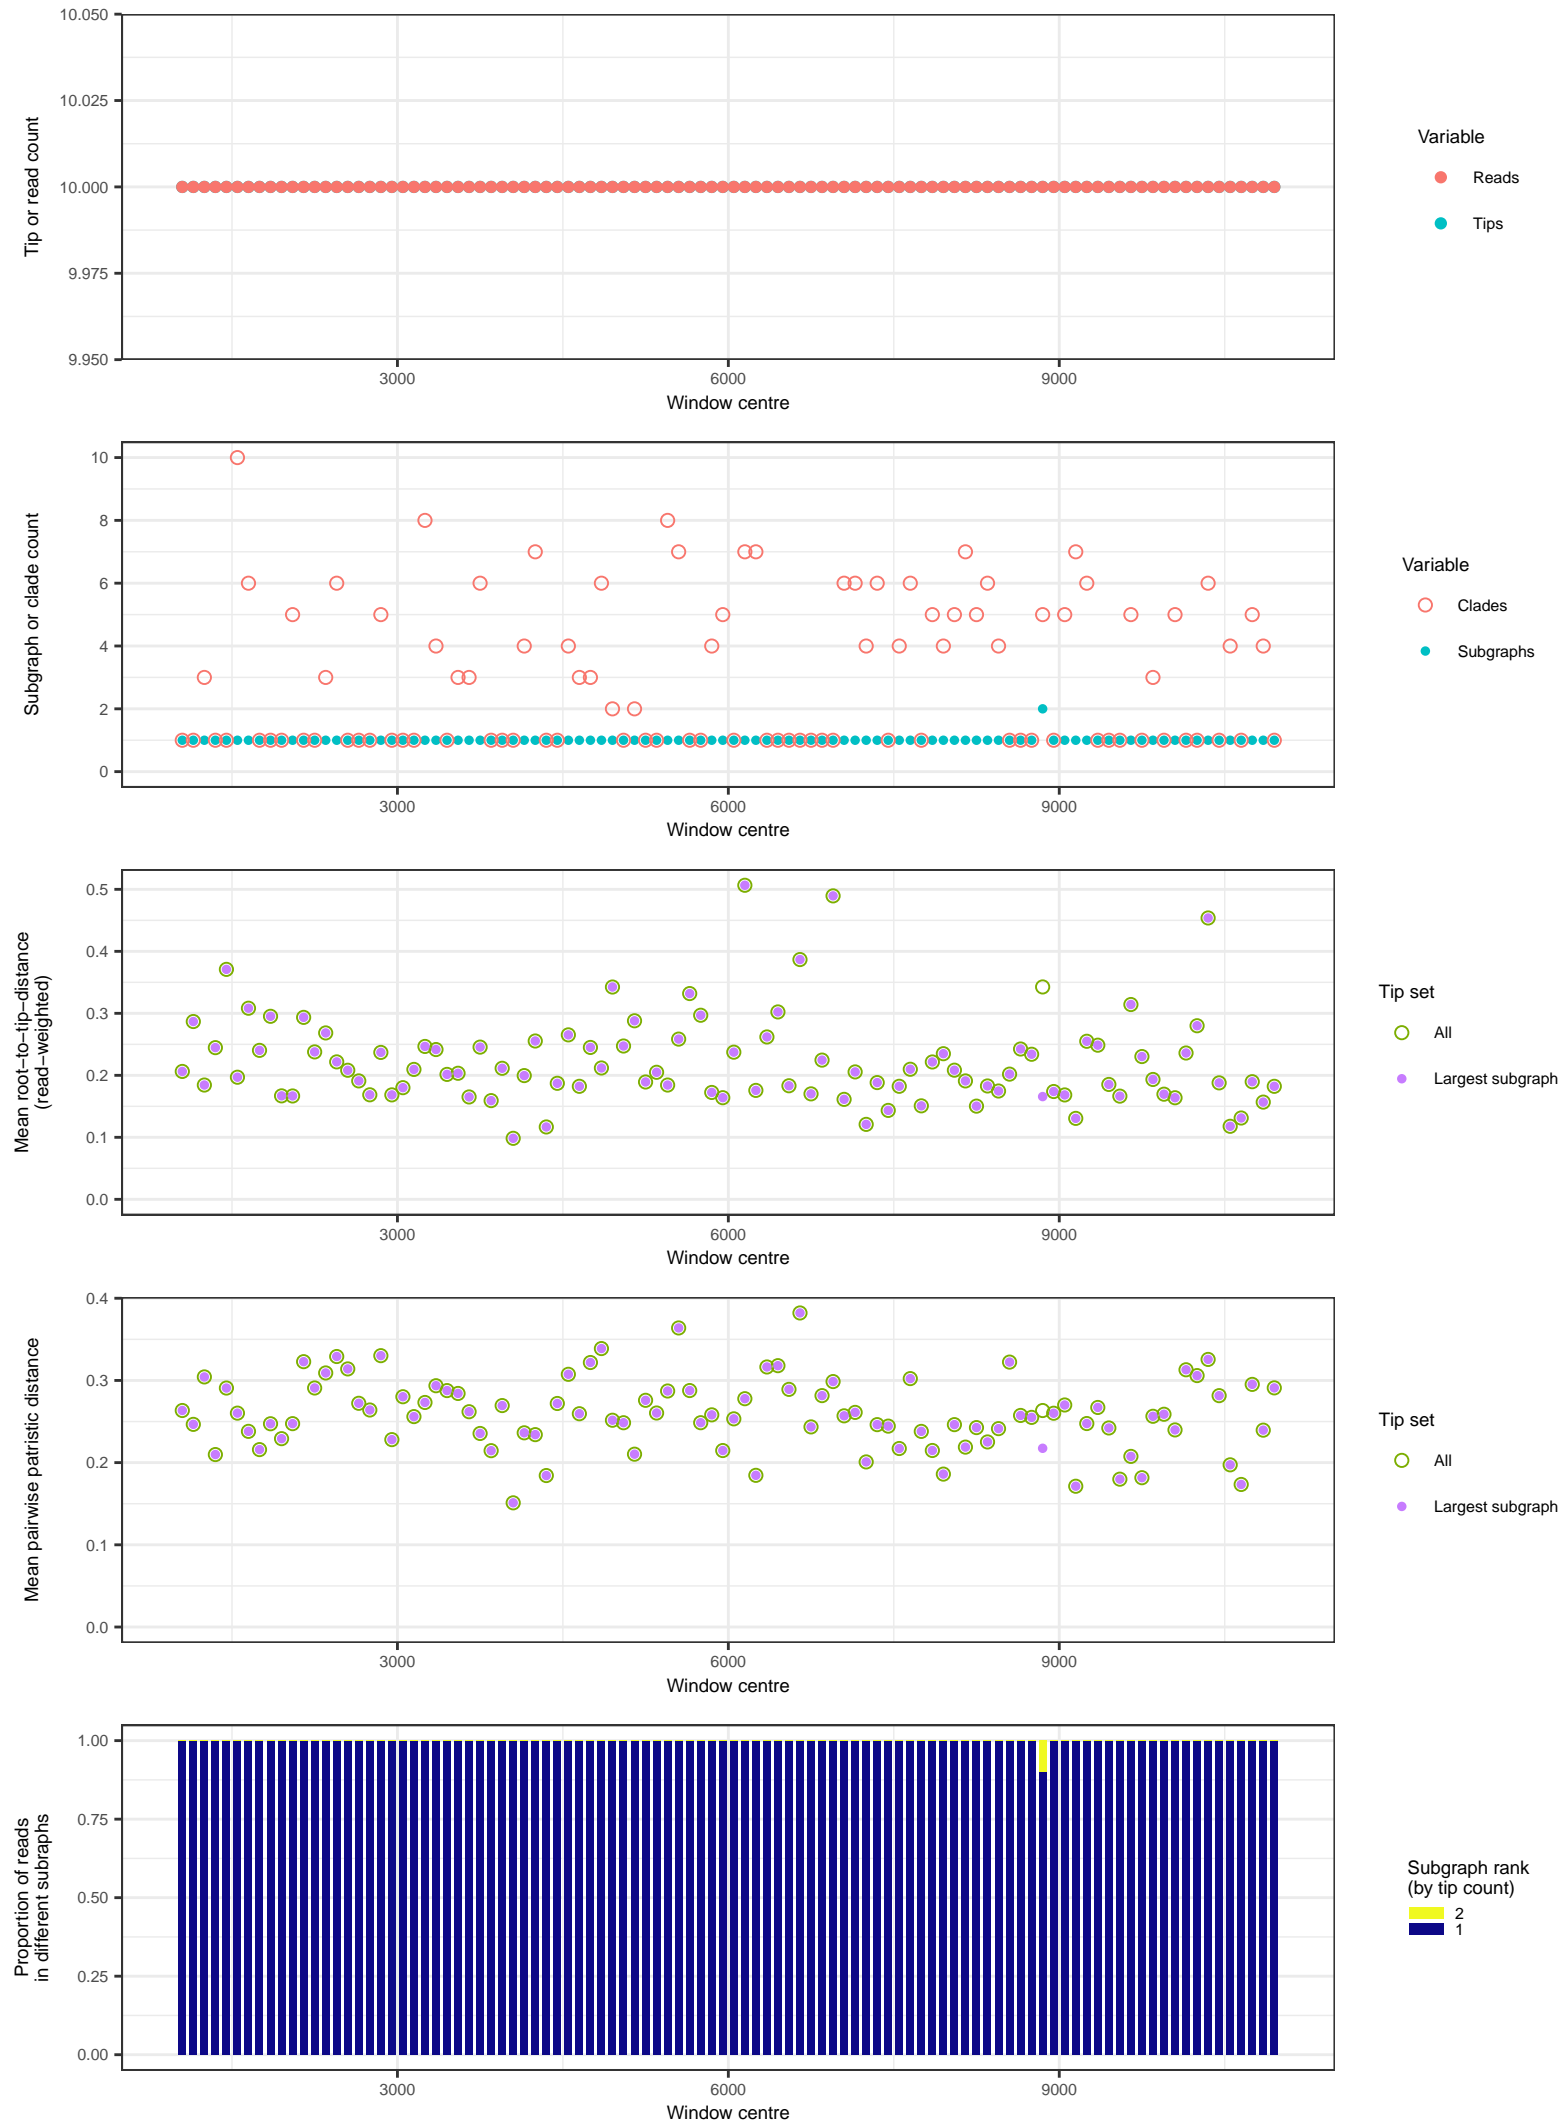 10.050
10.025
10.000
9.975
9.950
Tip or read count
3000
6000
9000
Window centre
Variable
Reads
Tips
10
8
6
4
2
0
Subgraph or clade count
3000
6000
9000
Window centre
Variable
Clades
Subgraphs
0.5
0.4
0.3
0.2
0.1
0.0
Mean root−to−tip−distance
(read−weighted)
3000
6000
9000
Window centre
Tip set
All
Largest subgraph
0.4
0.3
0.2
0.1
0.0
Mean pairwise patristic distance
3000
6000
9000
Window centre
Tip set
All
Largest subgraph
1.00
0.75
0.50
0.25
0.00
Proportion of reads
in different subraphs
3000
6000
9000
Window centre
Subgraph rank
(by tip count)
2
1